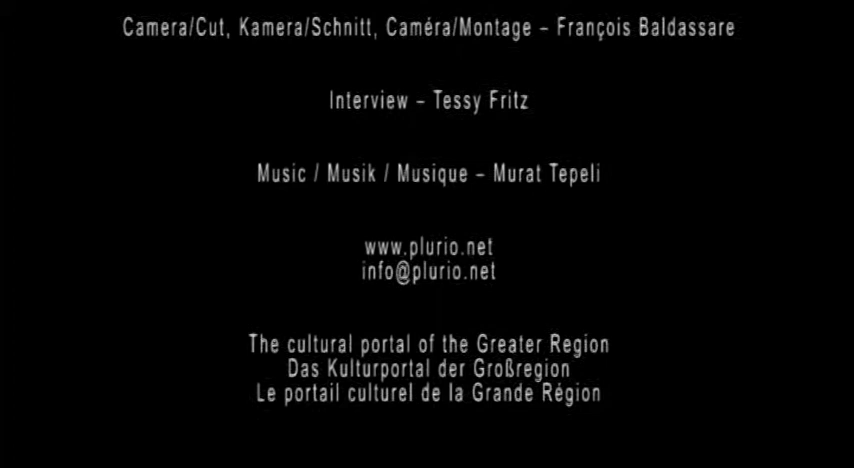 Camera/Cut, Kamera/Schnitt, Caméra/Montage – François Baldassare
Interview – Tessy Fritz
Music / Musik / Musique – Murat Tepeli
www.plurio.net
info@plurio.net
The cultural portal of the Greater Region
Das Kulturportal der Großregion
Le portail culturel de la Grande Région